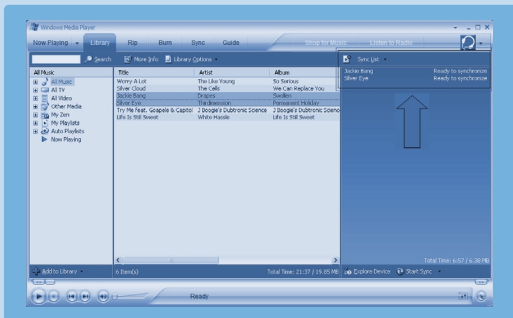 Windows Media Player
Now Playing Library Rip Burn Sync Guide Shop for Music Listen to Radio
Search More Info Library Options Sync List
All Music Title Artist Album
All Music Worry A Lot The Like Young So Serious
All TV Silver Cloud The Cells We Can Replace You
All Video Jackie Bang Drapes Swollen
Other Media Silver Eye Thirdimension Permanent Holiday
My Zen Try Me feat. Goapele & Capitol J Boogie's Dubtronic Science J Boogie's Dubtronic Science
My Playlists Life Is Still Sweet White Hassle Life Is Still Sweet
Auto Playlists
Now Playing
Jackie Bang Ready to synchronize
Silver Eye Ready to synchronize
Total Time: 6:57 / 6.38 MB
Add to Library 6 Item(s) Total Time: 21:37 / 19.85 MB Explore Device Start Sync
Ready